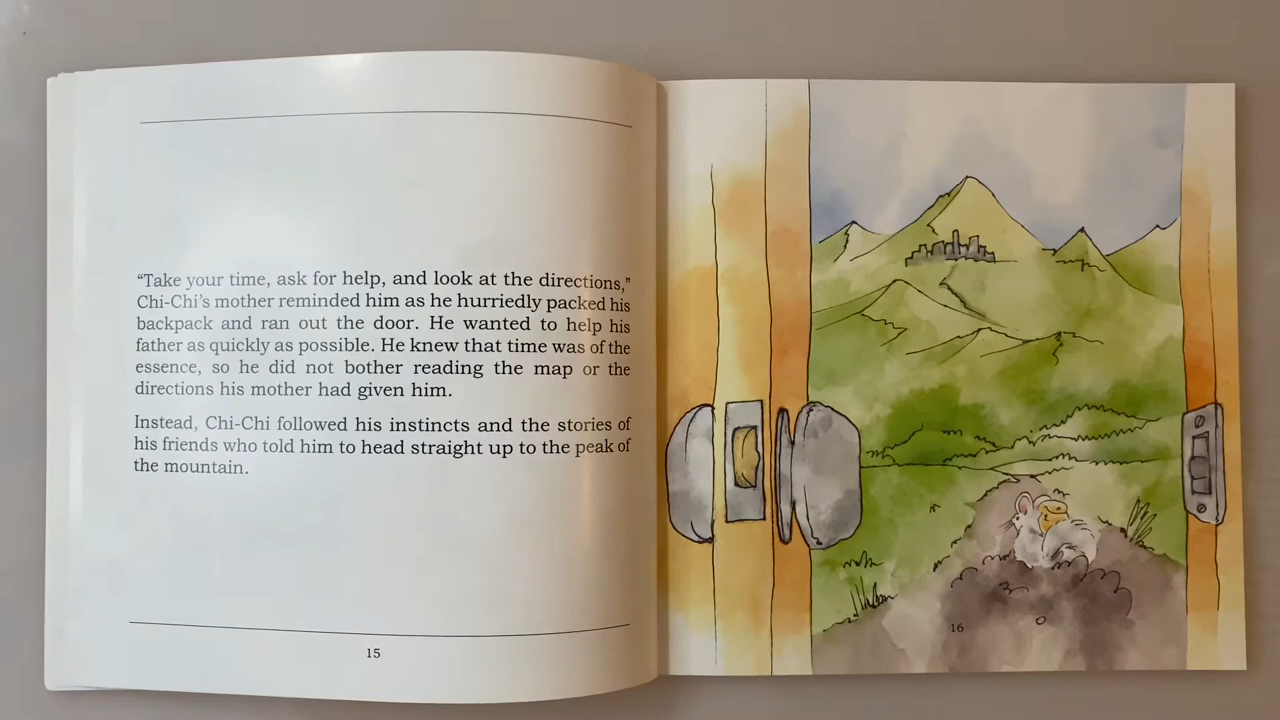 “Take your time, ask for help, and look at the directions,”
Chi-Chi’s mother reminded him as he hurriedly packed his
backpack and ran out the door. He wanted to help his
father as quickly as possible. He knew that time was of the
essence, so he did not bother reading the map or the
directions his mother had given him.
Instead, Chi-Chi followed his instincts and the stories of
his friends who told him to head straight up to the peak of
the mountain.
15
16